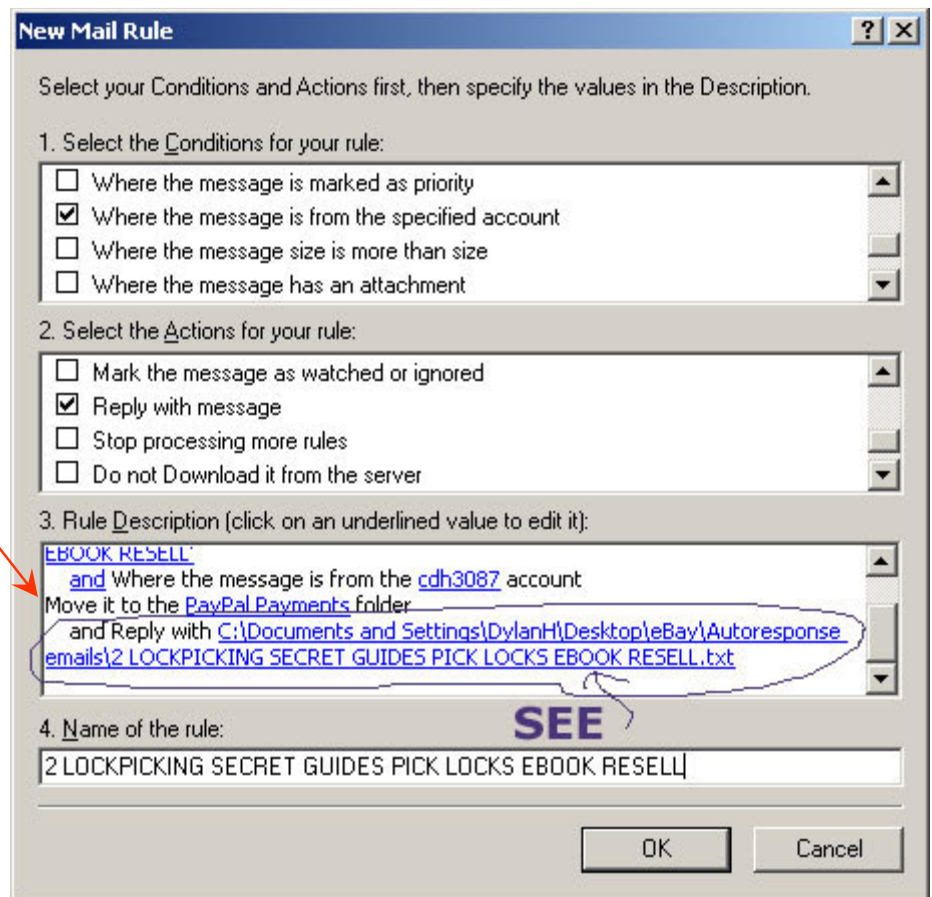 New Mail Rule
Select your Conditions and Actions first, then specify the values in the Description.
1. Select the Conditions for your rule:
Where the message is marked as priority
Where the message is from the specified account
Where the message size is more than size
Where the message has an attachment
2. Select the Actions for your rule:
Mark the message as watched or ignored
Reply with message
Stop processing more rules
Do not Download it from the server
3. Rule Description (click on an underlined value to edit it):
EBOOK RESELL'
and Where the message is from the cdh3087 account
Move it to the PayPal Payments folder
and Reply with C:\Documents and Settings\DylanH\Desktop\eBay\Autoresponse
emails\2 LOCKPICKING SECRET GUIDES PICK LOCKS EBOOK RESELL.txt
SEE
4. Name of the rule:
2 LOCKPICKING SECRET GUIDES PICK LOCKS EBOOK RESELL
OK Cancel